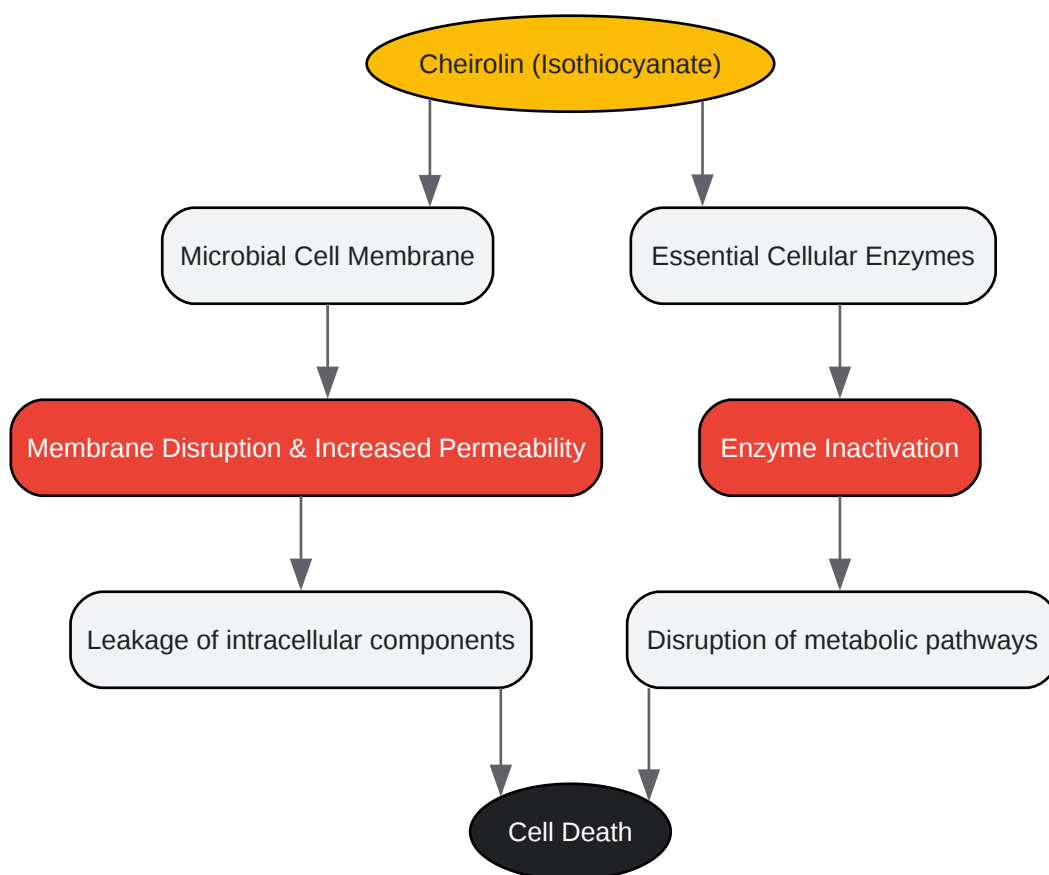 Cheirolin (Isothiocyanate)
Microbial Cell Membrane
Essential Cellular Enzymes
Membrane Disruption & Increased Permeability
Enzyme Inactivation
Leakage of intracellular components
Disruption of metabolic pathways
Cell Death